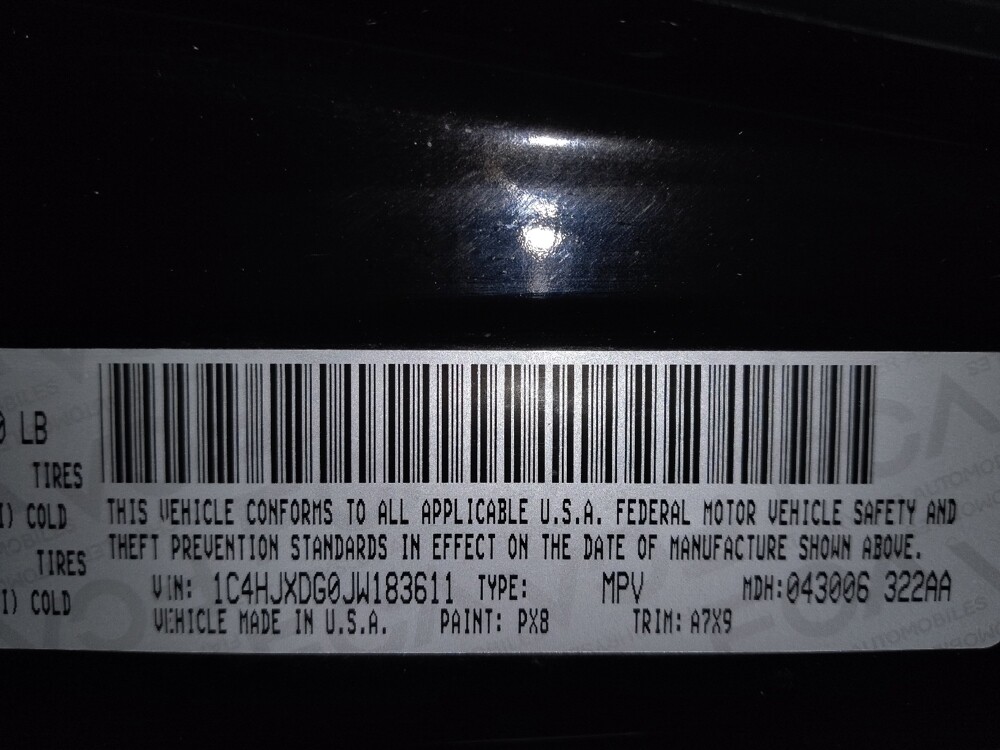 0 LB
TIRES
I) COLD
TIRES
I) COLD
THIS VEHICLE CONFORMS TO ALL APPLICABLE U.S.A. FEDERAL MOTOR VEHICLE SAFETY AND
THEFT PREVENTION STANDARDS IN EFFECT ON THE DATE OF MANUFACTURE SHOWN ABOVE.
VIN: 1C4HJXDG0JW183611 TYPE: MPV MDH:043006 322AA
VEHICLE MADE IN U.S.A. PAINT: PX8 TRIM: A7X9